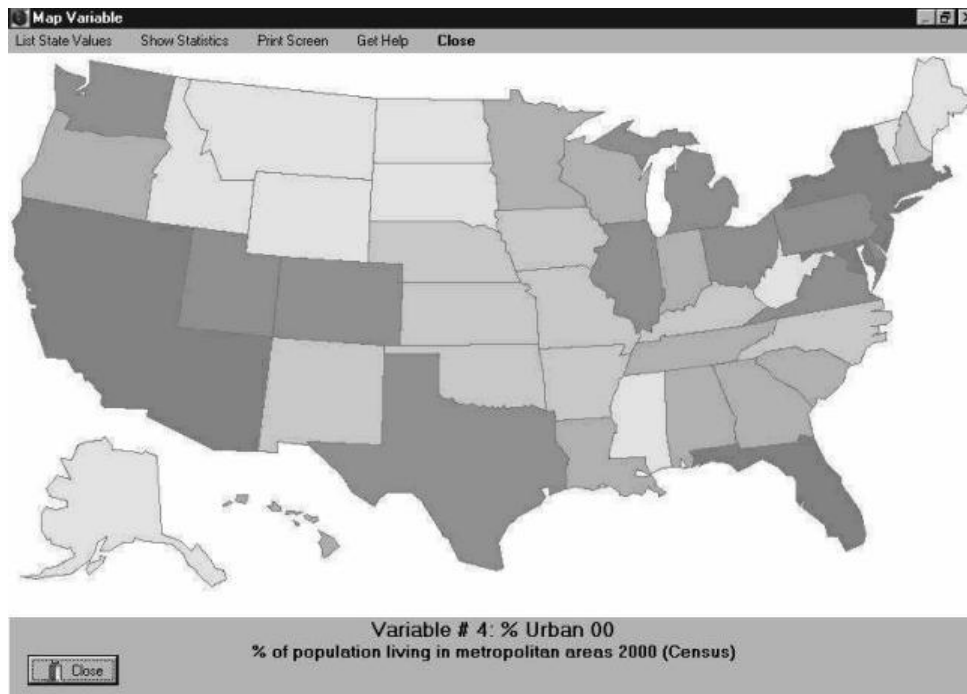 Map Variable
List State Values Show Statistics Print Screen Get Help Close
Variable # 4: % Urban 00
% of population living in metropolitan areas 2000 (Census)
Close